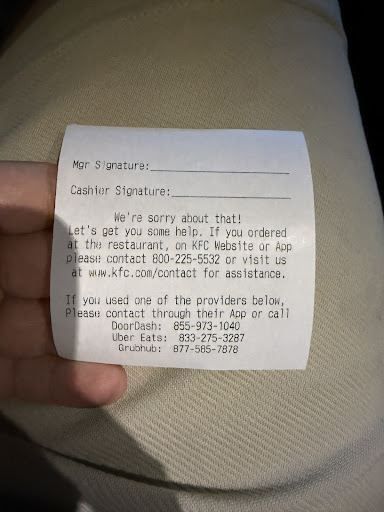 Mgr Signature:____________________
Cashier Signature:_________________
We're sorry about that!
Let's get you some help. If you ordered
at the restaurant, on KFC Website or App
please contact 800-225-5532 or visit us
at www.kfc.com/contact for assistance.
If you used one of the providers below,
Please contact through their App or call
DoorDash: 855-973-1040
Uber Eats: 833-275-3287
Grubhub: 877-585-7878